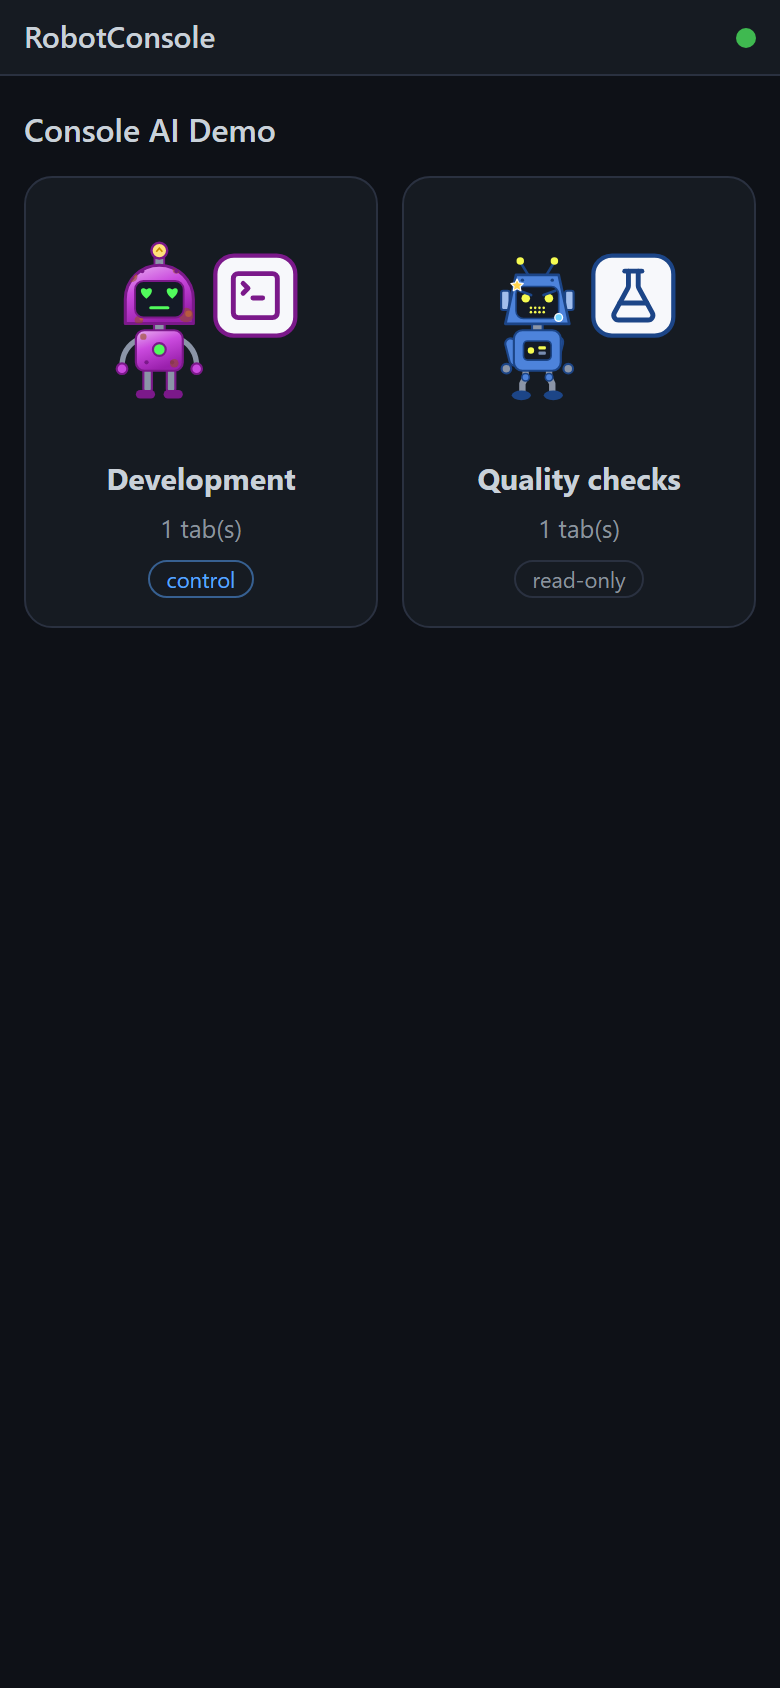 RobotConsole
Console AI Demo
Development
1 tab(s)
control
Quality checks
1 tab(s)
read-only